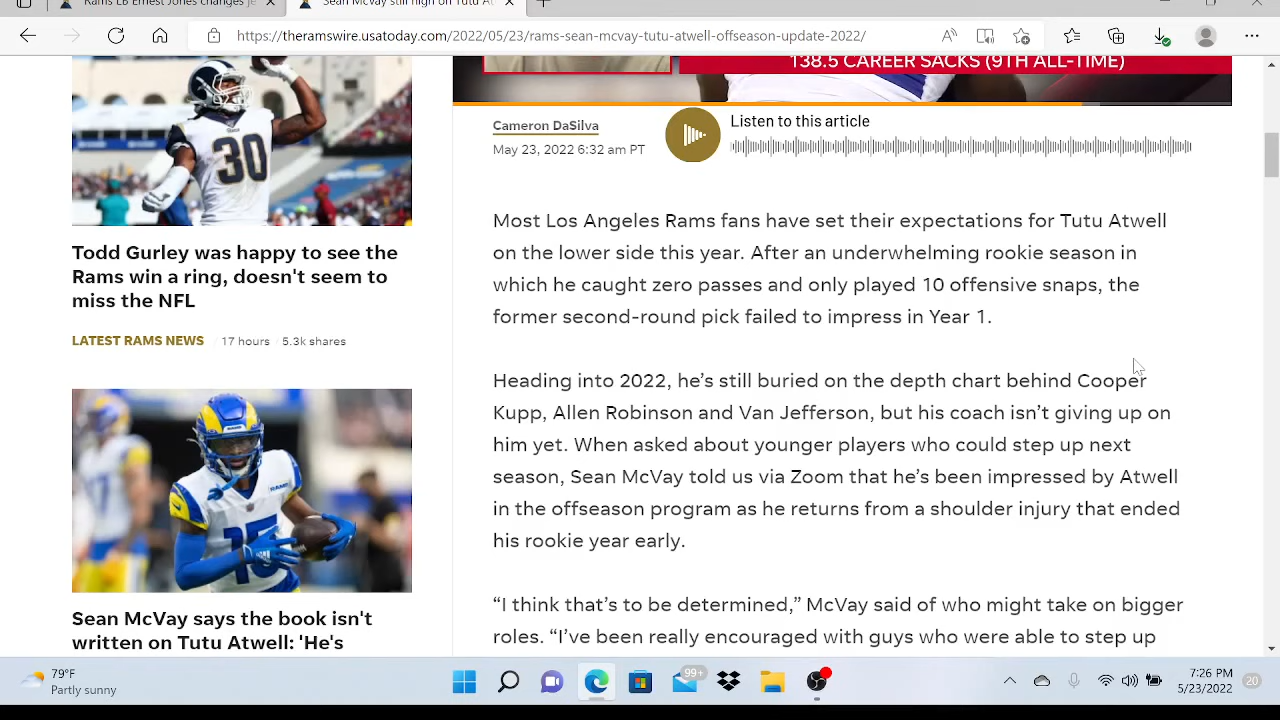 Rams LB Ernest Jones on Travis Je
Sean McVay still high on Tutu At
https://theramswire.usatoday.com/2022/05/23/rams-sean-mcvay-tutu-atwell-offseason-update-2022/
138.5 CAREER SACKS (9TH ALL-TIME)
30
Todd Gurley was happy to see the
Rams win a ring, doesn't seem to
miss the NFL
LATEST RAMS NEWS / 17 hours / 5.3k shares
RAMS
15
Sean McVay says the book isn't
written on Tutu Atwell: 'He's
Cameron DaSilva
May 23, 2022 6:32 am PT
Listen to this article
Most Los Angeles Rams fans have set their expectations for Tutu Atwell
on the lower side this year. After an underwhelming rookie season in
which he caught zero passes and only played 10 offensive snaps, the
former second-round pick failed to impress in Year 1.
Heading into 2022, he’s still buried on the depth chart behind Cooper
Kupp, Allen Robinson and Van Jefferson, but his coach isn’t giving up on
him yet. When asked about younger players who could step up next
season, Sean McVay told us via Zoom that he’s been impressed by Atwell
in the offseason program as he returns from a shoulder injury that ended
his rookie year early.
“I think that’s to be determined,” McVay said of who might take on bigger
roles. “I’ve been really encouraged with guys who were able to step up
79°F
Partly sunny
99+
7:26 PM
5/23/2022
20